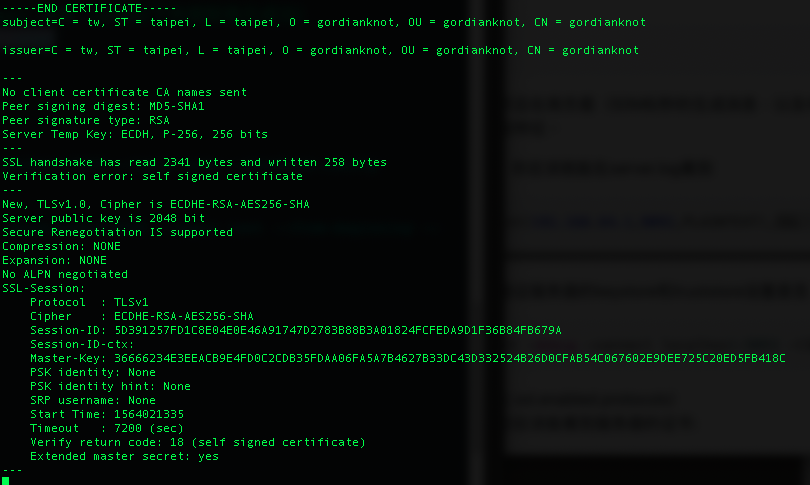 -----END CERTIFICATE-----
subject=C = tw, ST = taipei, L = taipei, O = gordianknot, OU = gordianknot, CN = gordianknot
issuer=C = tw, ST = taipei, L = taipei, O = gordianknot, OU = gordianknot, CN = gordianknot
---
No client certificate CA names sent
Peer signing digest: MD5-SHA1
Peer signature type: RSA
Server Temp Key: ECDH, P-256, 256 bits
---
SSL handshake has read 2341 bytes and written 258 bytes
Verification error: self signed certificate
---
New, TLSv1.0, Cipher is ECDHE-RSA-AES256-SHA
Server public key is 2048 bit
Secure Renegotiation IS supported
Compression: NONE
Expansion: NONE
No ALPN negotiated
SSL-Session:
    Protocol  : TLSv1
    Cipher    : ECDHE-RSA-AES256-SHA
    Session-ID: 5D391257FD1C8E04E0E46A91747D2783B88B3A01824FCFEDA9D1F36B84FB679A
    Session-ID-ctx:
    Master-Key: 36666234E3EEACB9E4FD0C2CDB35FDAA06FA5A7B4627B33DC43D332524B26D0CFAB54C067602E9DEE725C20ED5FB418C
    PSK identity: None
    PSK identity hint: None
    SRP username: None
    Start Time: 1564021335
    Timeout   : 7200 (sec)
    Verify return code: 18 (self signed certificate)
    Extended master secret: yes
---